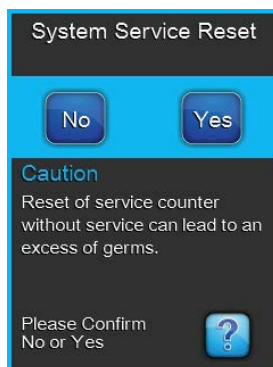 System Service Reset
No Yes
Caution
Reset of service counter
without service can lead to an
excess of germs.
Please Confirm
No or Yes
?